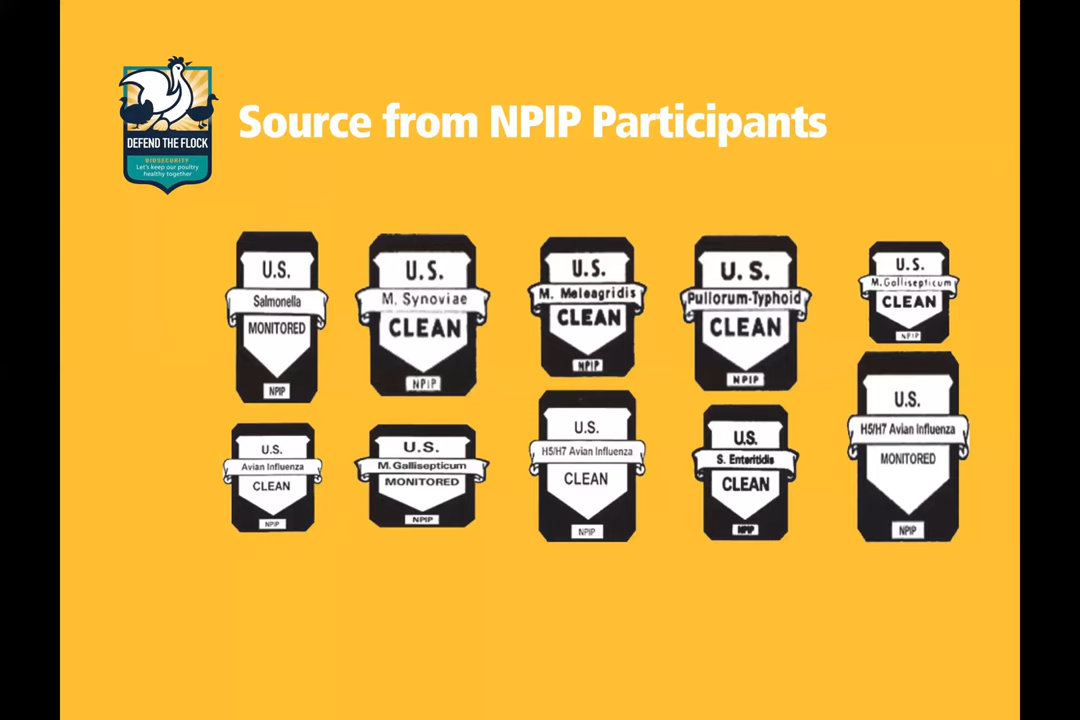 Source from NPIP Participants
DEFEND THE FLOCK
BIOSECURITY
Let's keep our poultry
healthy together
U.S.
Salmonella
MONITORED
NPIP
U.S.
M. Synoviae
CLEAN
NPIP
U.S.
M. Meleagridis
CLEAN
NPIP
U.S.
Pullorum-Typhoid
CLEAN
NPIP
U.S.
M. Gallisepticum
CLEAN
NPIP
U.S.
Avian Influenza
CLEAN
NPIP
U.S.
M. Gallisepticum
MONITORED
NPIP
U.S.
H5/H7 Avian Influenza
CLEAN
NPIP
U.S.
S. Enteritidis
CLEAN
NPIP
U.S.
H5/H7 Avian Influenza
MONITORED
NPIP